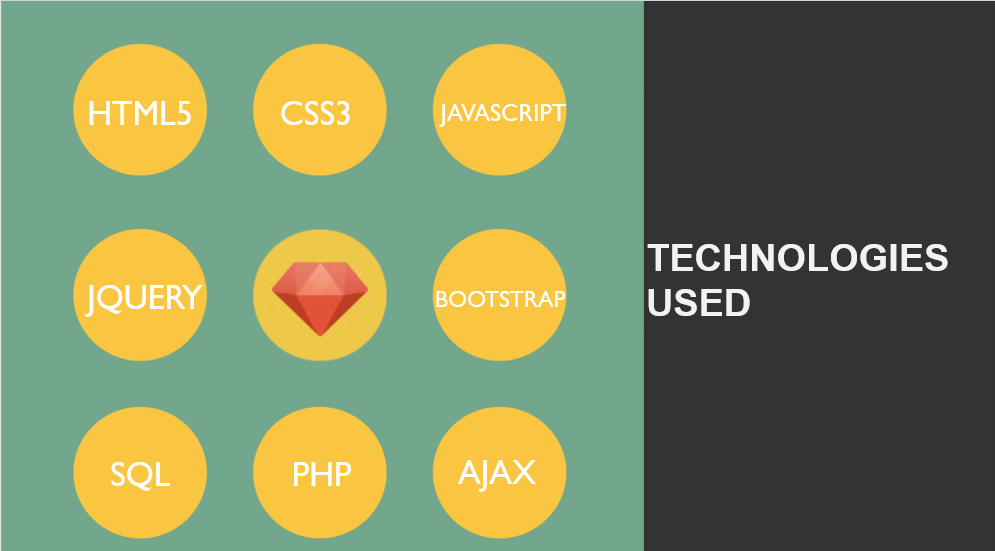 HTML5
CSS3
JAVASCRIPT
JQUERY
BOOTSTRAP
SQL
PHP
AJAX
TECHNOLOGIES
USED